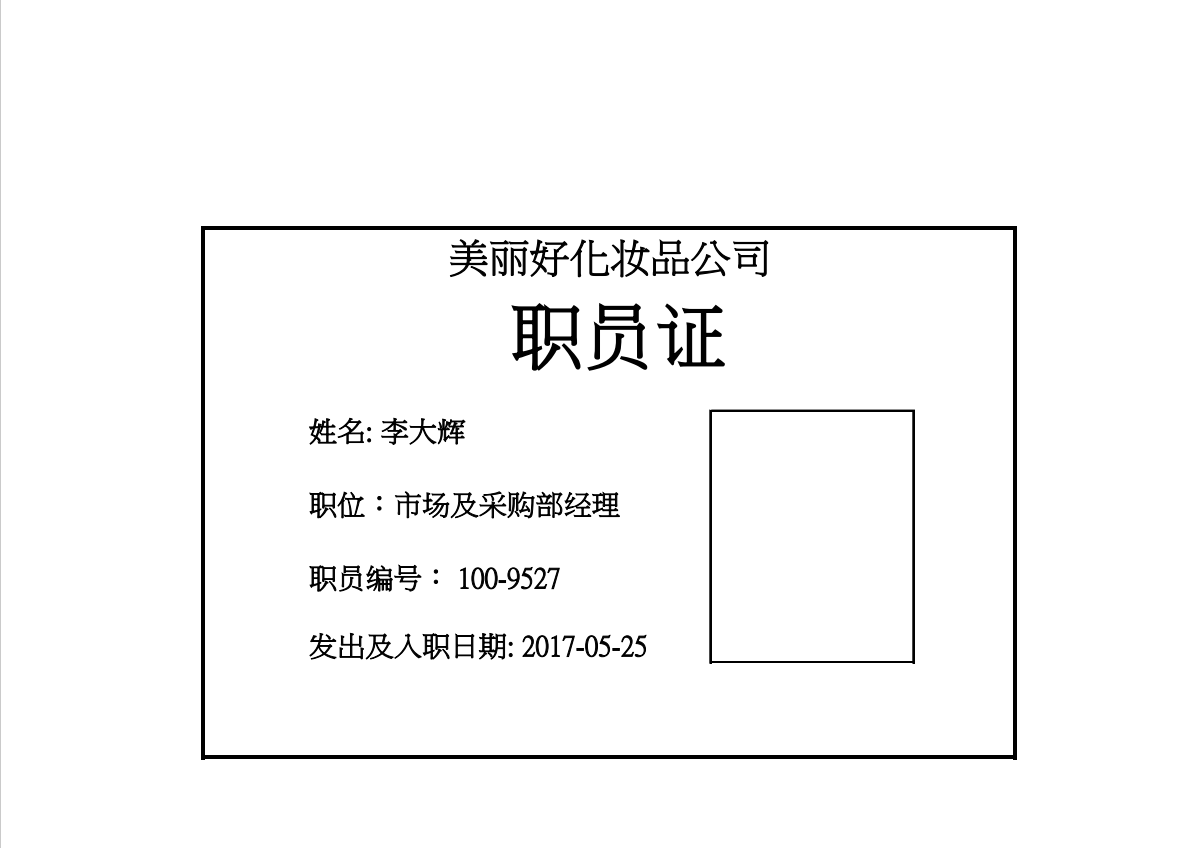 美丽好化妆品公司
职员证
姓名: 李大辉
职位：市场及采购部经理
职员编号： 100-9527
发出及入职日期: 2017-05-25